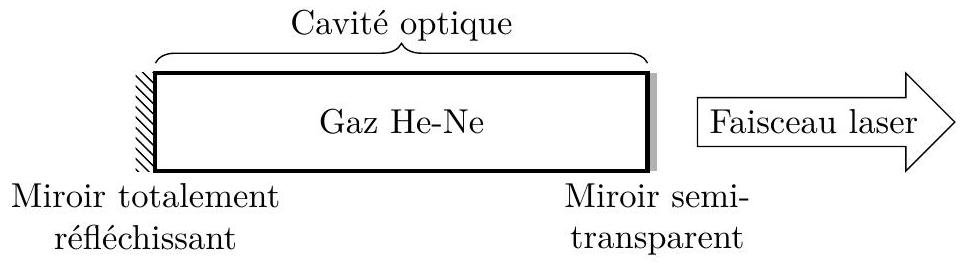 Cavité optique
Gaz He-Ne
Faisceau laser
Miroir totalement
réfléchissant
Miroir semi-
transparent